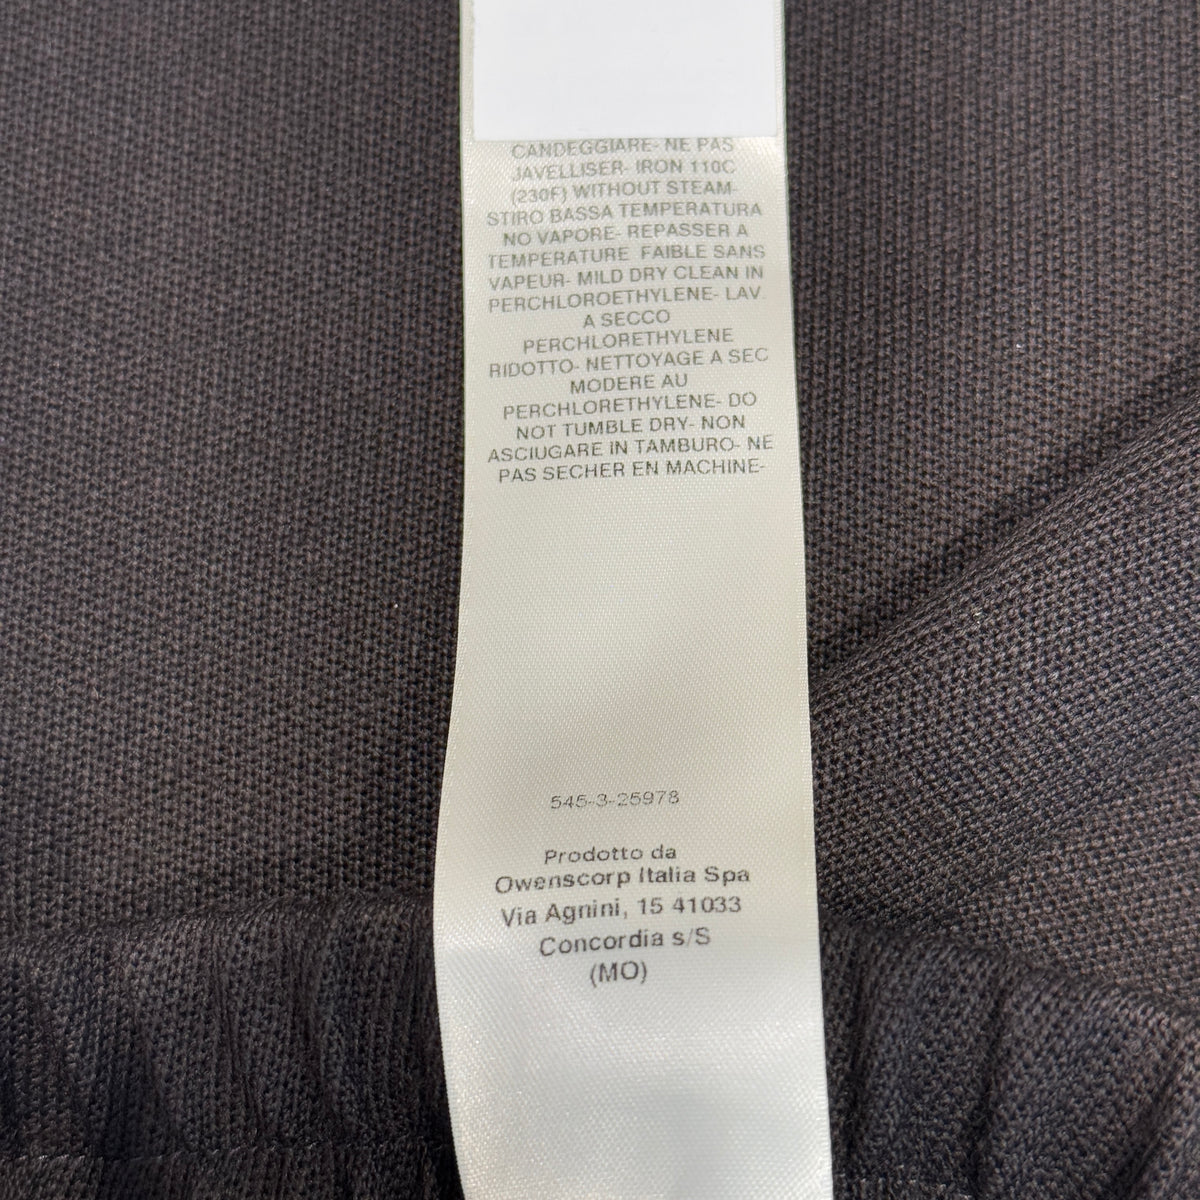 CANDEGGIARE- NE PAS
JAVELLISER- IRON 110C
(230F) WITHOUT STEAM-
STIRO BASSA TEMPERATURA
NO VAPORE- REPASSER A
TEMPERATURE FAIBLE SANS
VAPEUR- MILD DRY CLEAN IN
PERCHLOROETHYLENE- LAV.
A SECCO
PERCHLORETHYLENE
RIDOTTO- NETTOYAGE A SEC
MODERE AU
PERCHLORETHYLENE- DO
NOT TUMBLE DRY- NON
ASCIUGARE IN TAMBURO- NE
PAS SECHER EN MACHINE-
545-3-25978
Prodotto da
Owenscorp Italia Spa
Via Agnini, 15 41033
Concordia s/S
(MO)